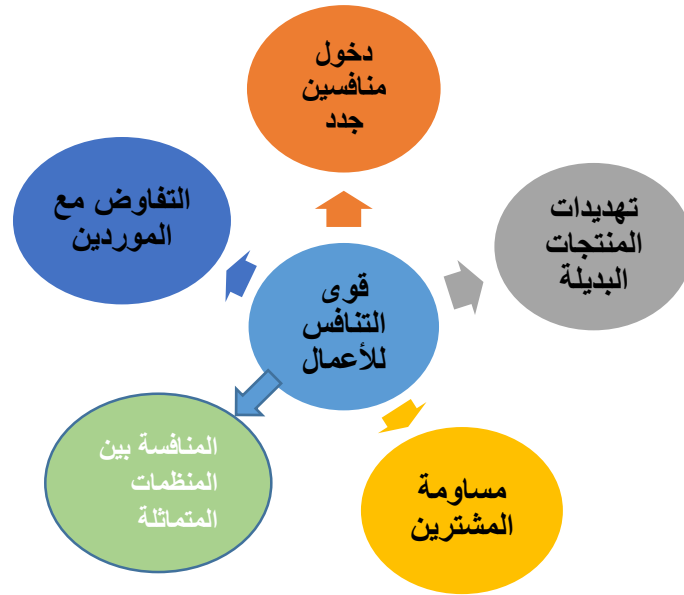 دخول
منافسين
جدد
تهديدات
المنتجات
البديلة
التفاوض مع
الموردين
قوى
التنافس
للأعمال
المنافسة بين
المنظمات
المتماثلة
مساومة
المشترين